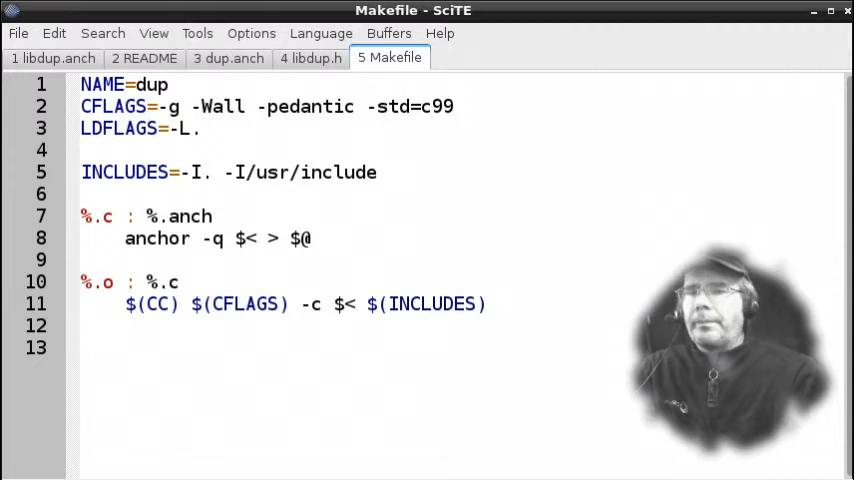 Makefile - SciTE
File Edit Search View Tools Options Language Buffers Help
1 libdup.anch 2 README 3 dup.anch 4 libdup.h 5 Makefile
1 NAME=dup
2 CFLAGS=-g -Wall -pedantic -std=c99
3 LDFLAGS=-L.
4
5 INCLUDES=-I. -I/usr/include
6
7 %.c : %.anch
8 anchor -q $< > $@
9
10 %.o : %.c
11 $(CC) $(CFLAGS) -c $< $(INCLUDES)
12
13